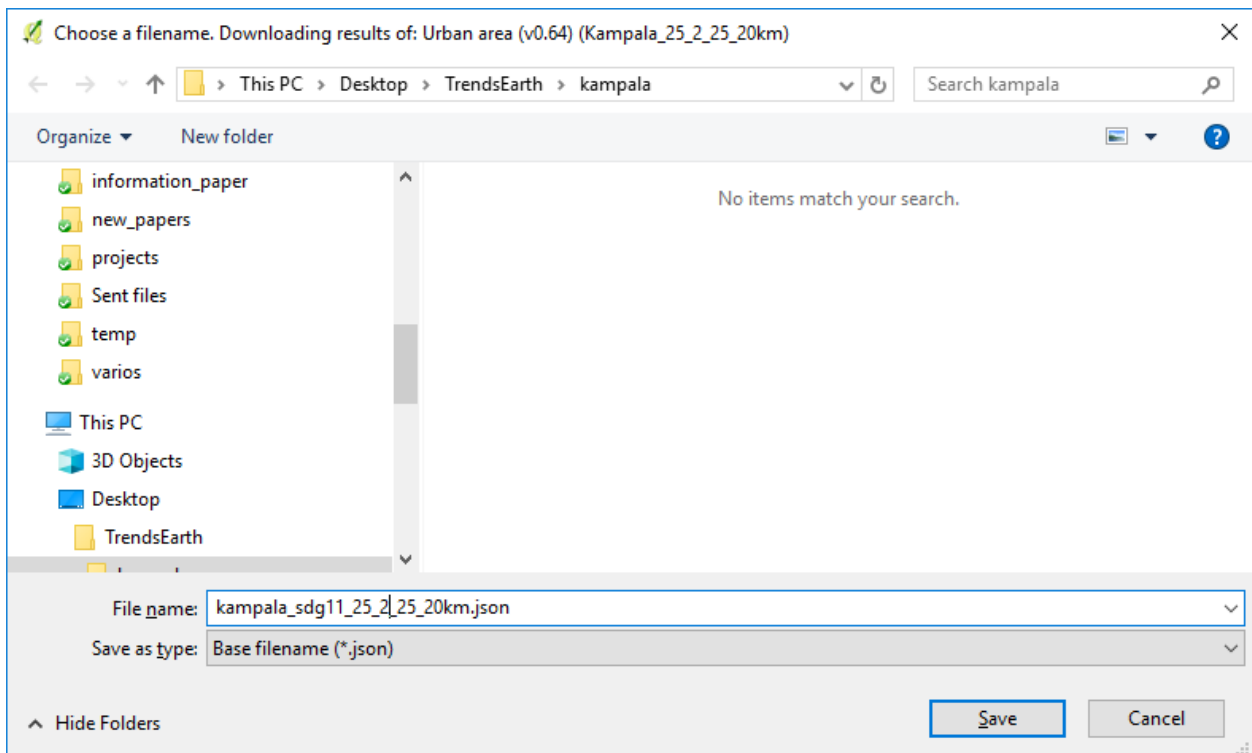 Choose a filename. Downloading results of: Urban area (v0.64) (Kampala_25_2_25_20km)
This PC > Desktop > TrendsEarth > kampala
Search kampala
Organize
New folder
?
information_paper
new_papers
projects
Sent files
temp
varios
This PC
3D Objects
Desktop
TrendsEarth
No items match your search.
File name: kampala_sdg11_25_2_25_20km.json
Save as type: Base filename (*.json)
Hide Folders
Save
Cancel